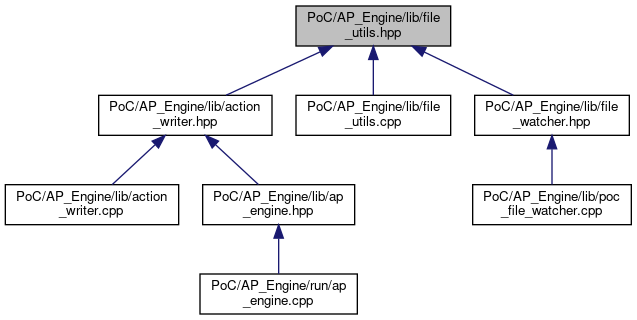 PoC/AP_Engine/lib/file
_utils.hpp
PoC/AP_Engine/lib/action
_writer.hpp
PoC/AP_Engine/lib/file
_utils.cpp
PoC/AP_Engine/lib/file
_watcher.hpp
PoC/AP_Engine/lib/action
_writer.cpp
PoC/AP_Engine/lib/ap
_engine.hpp
PoC/AP_Engine/lib/poc
_file_watcher.cpp
PoC/AP_Engine/run/ap
_engine.cpp